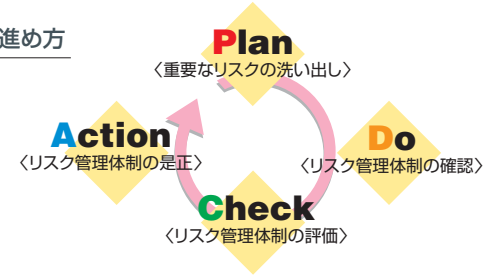 進め方
Plan
〈重要なリスクの洗い出し〉
Action
〈リスク管理体制の是正〉
Do
〈リスク管理体制の確認〉
Check
〈リスク管理体制の評価〉